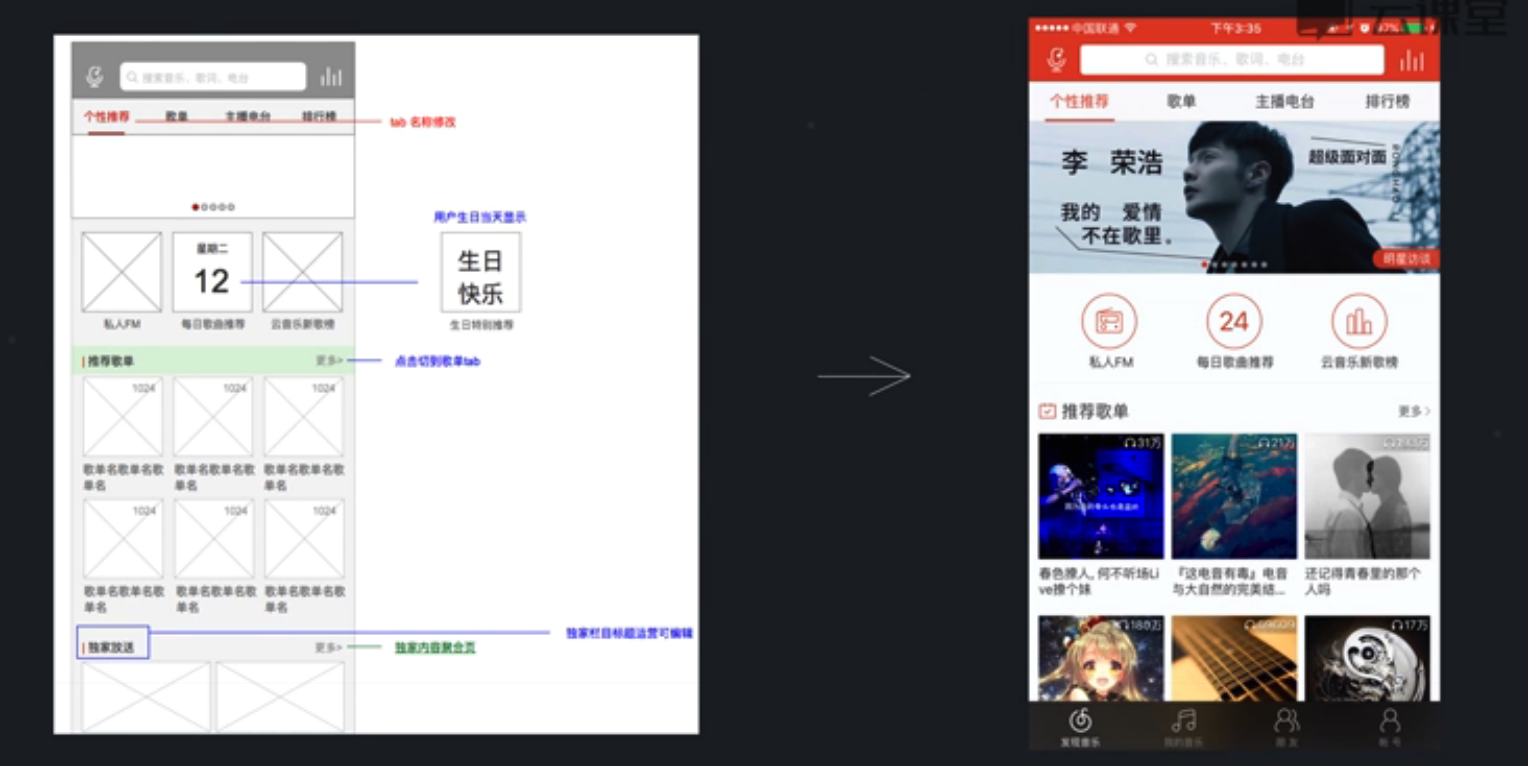 搜索音乐、歌词、电台
个性推荐 歌单 主播电台 排行榜
tab 名称修改
用户生日当天显示
星期二
12
生日
快乐
私人FM 每日歌曲推荐 云音乐新歌榜
生日特别推荐
推荐歌单 更多>
点击切到歌单tab
1024 1024 1024
歌单名歌单名歌单名 歌单名歌单名歌单名 歌单名歌单名歌单名
1024 1024 1024
歌单名歌单名歌单名 歌单名歌单名歌单名 歌单名歌单名歌单名
独家栏目标题运营可编辑
独家放送 更多>
独家内容聚合页
云课堂
中国联通 下午3:35 97%
搜索音乐、歌词、电台
个性推荐 歌单 主播电台 排行榜
李 荣浩
超级面对面
我的 爱情
不在歌里。
明星访谈
24
私人FM 每日歌曲推荐 云音乐新歌榜
推荐歌单 更多>
31万 21万
春色撩人, 何不听场Li
ve撩个妹
『这电音有毒』电音
与大自然的完美结...
还记得青春里的那个
人吗
188万 17万
发现音乐 我的音乐 朋友 帐号